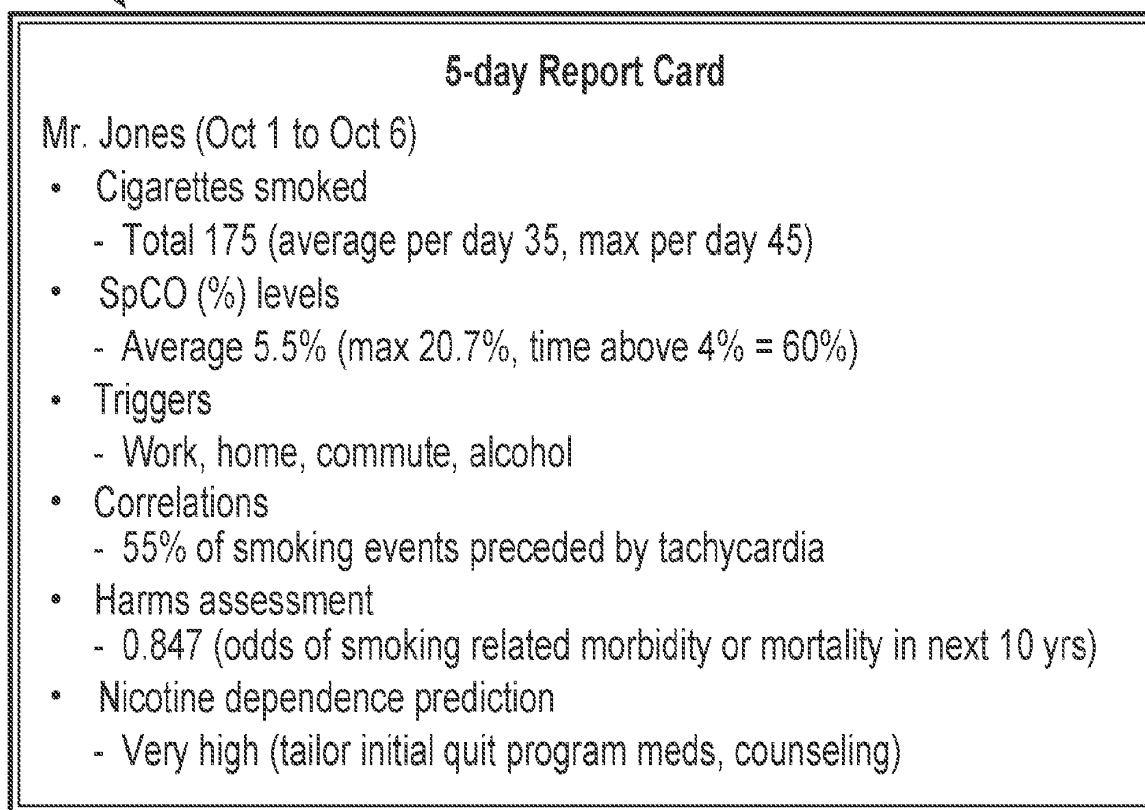 5-day Report Card
Mr. Jones (Oct 1 to Oct 6)
• Cigarettes smoked
- Total 175 (average per day 35, max per day 45)
• SpCO (%) levels
- Average 5.5% (max 20.7%, time above 4% = 60%)
• Triggers
- Work, home, commute, alcohol
• Correlations
- 55% of smoking events preceded by tachycardia
• Harms assessment
- 0.847 (odds of smoking related morbidity or mortality in next 10 yrs)
• Nicotine dependence prediction
- Very high (tailor initial quit program meds, counseling)